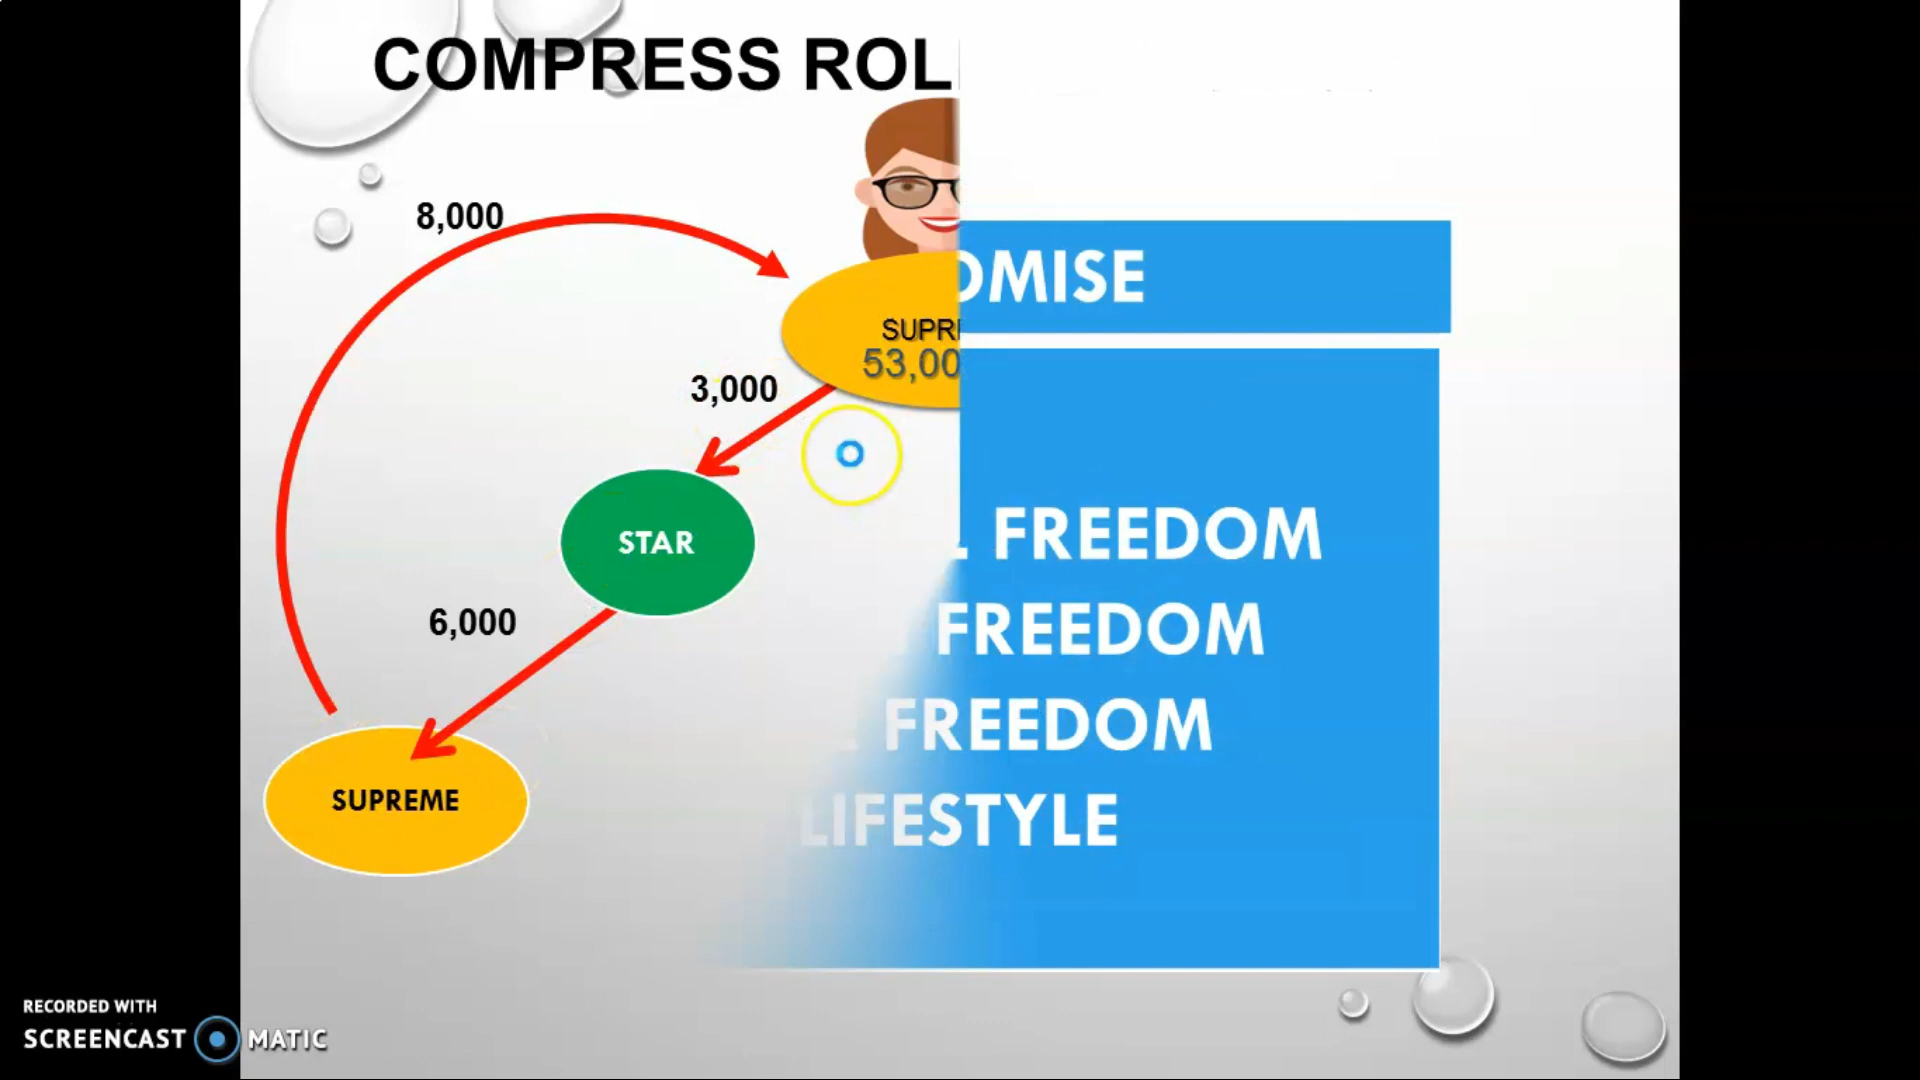 COMPRESS ROL
8,000
OMISE
SUPR
53,00
3,000
FREEDOM
STAR
FREEDOM
6,000
FREEDOM
SUPREME
LIFESTYLE
RECORDED WITH
SCREENCAST MATIC